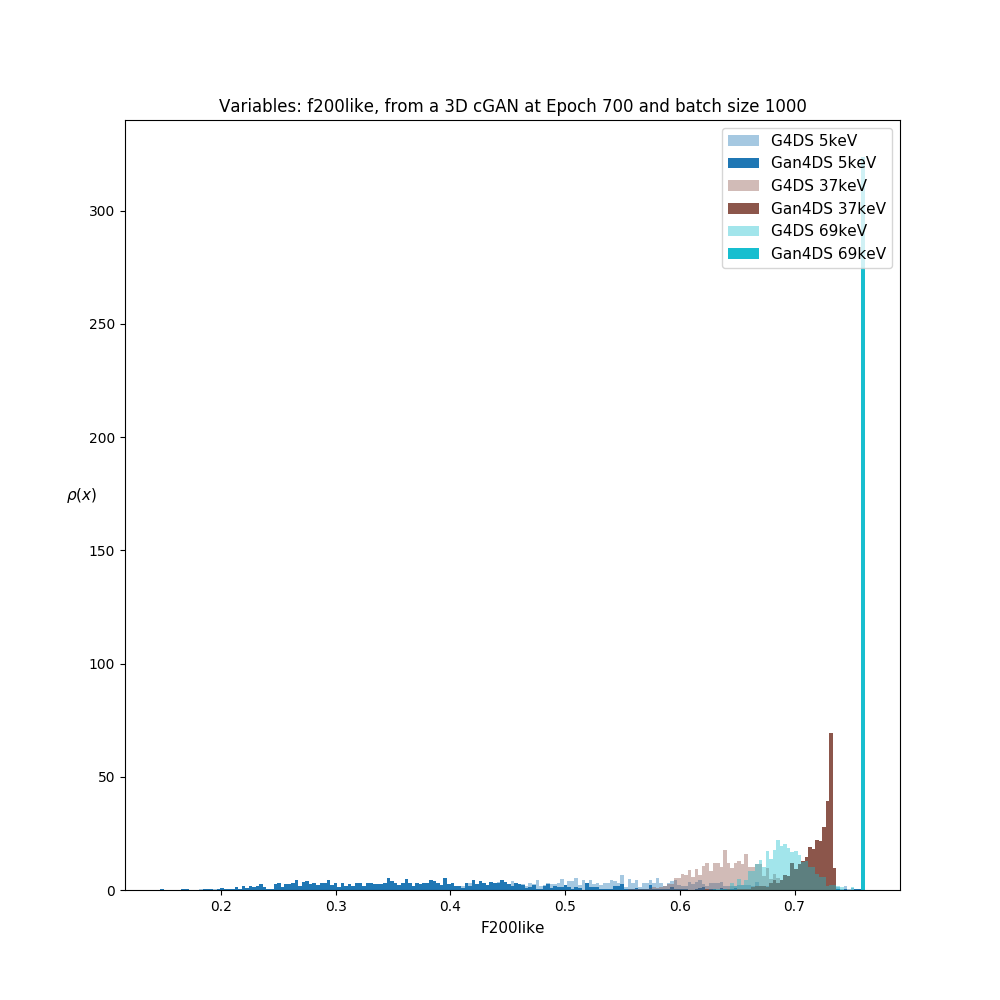 Variables: f200like, from a 3D cGAN at Epoch 700 and batch size 1000
G4DS 5keV
Gan4DS 5keV
G4DS 37keV
Gan4DS 37keV
G4DS 69keV
Gan4DS 69keV
300
250
200
ρ(x)
150
100
50
0
0.2 0.3 0.4 0.5 0.6 0.7
F200like